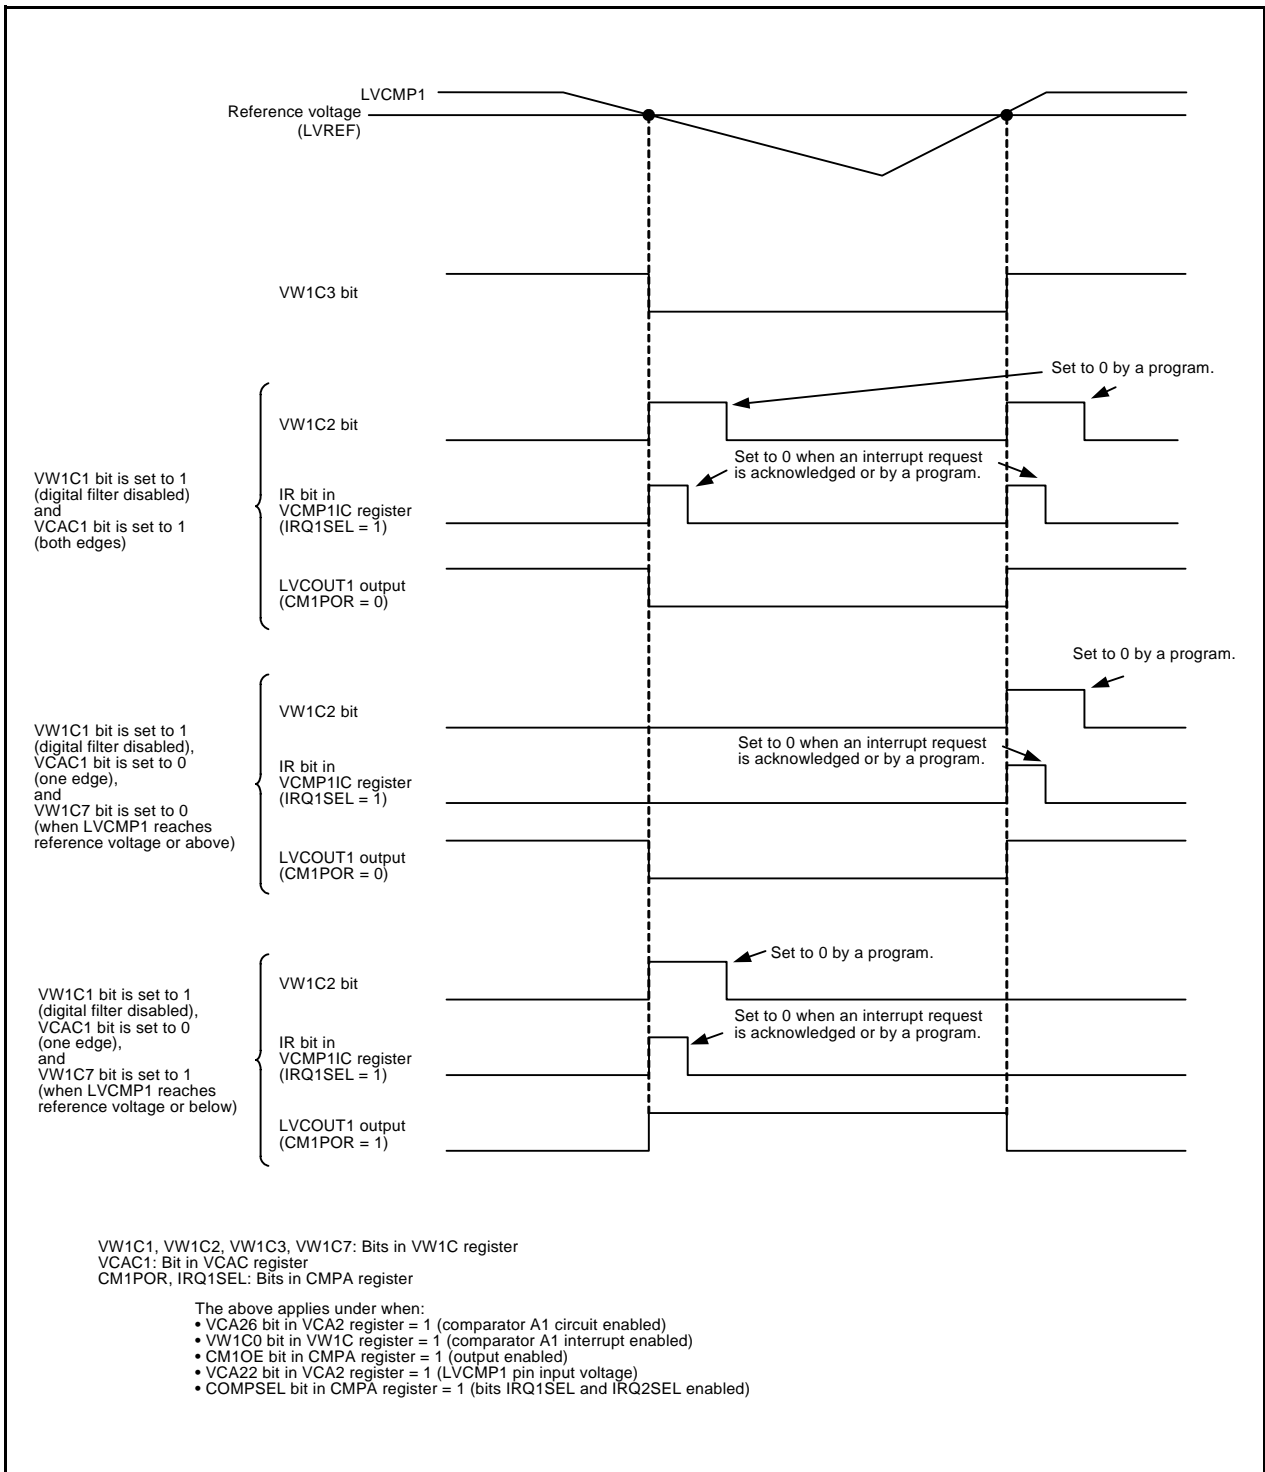 LVCMP1
Reference voltage
(LVREF)
VW1C3 bit
Set to 0 by a program.
VW1C2 bit
Set to 0 when an interrupt request
is acknowledged or by a program.
VW1C1 bit is set to 1
(digital filter disabled)
and
VCAC1 bit is set to 1
(both edges)
IR bit in
VCMP1IC register
(IRQ1SEL = 1)
LVCOUT1 output
(CM1POR = 0)
Set to 0 by a program.
VW1C2 bit
VW1C1 bit is set to 1
(digital filter disabled),
VCAC1 bit is set to 0
(one edge),
and
VW1C7 bit is set to 0
(when LVCMP1 reaches
reference voltage or above)
Set to 0 when an interrupt request
is acknowledged or by a program.
IR bit in
VCMP1IC register
(IRQ1SEL = 1)
LVCOUT1 output
(CM1POR = 0)
Set to 0 by a program.
VW1C2 bit
VW1C1 bit is set to 1
(digital filter disabled),
VCAC1 bit is set to 0
(one edge),
and
VW1C7 bit is set to 1
(when LVCMP1 reaches
reference voltage or below)
Set to 0 when an interrupt request
is acknowledged or by a program.
IR bit in
VCMP1IC register
(IRQ1SEL = 1)
LVCOUT1 output
(CM1POR = 1)
VW1C1, VW1C2, VW1C3, VW1C7: Bits in VW1C register
VCAC1: Bit in VCAC register
CM1POR, IRQ1SEL: Bits in CMPA register
The above applies under when:
• VCA26 bit in VCA2 register = 1 (comparator A1 circuit enabled)
• VW1C0 bit in VW1C register = 1 (comparator A1 interrupt enabled)
• CM1OE bit in CMPA register = 1 (output enabled)
• VCA22 bit in VCA2 register = 1 (LVCMP1 pin input voltage)
• COMPSEL bit in CMPA register = 1 (bits IRQ1SEL and IRQ2SEL enabled)